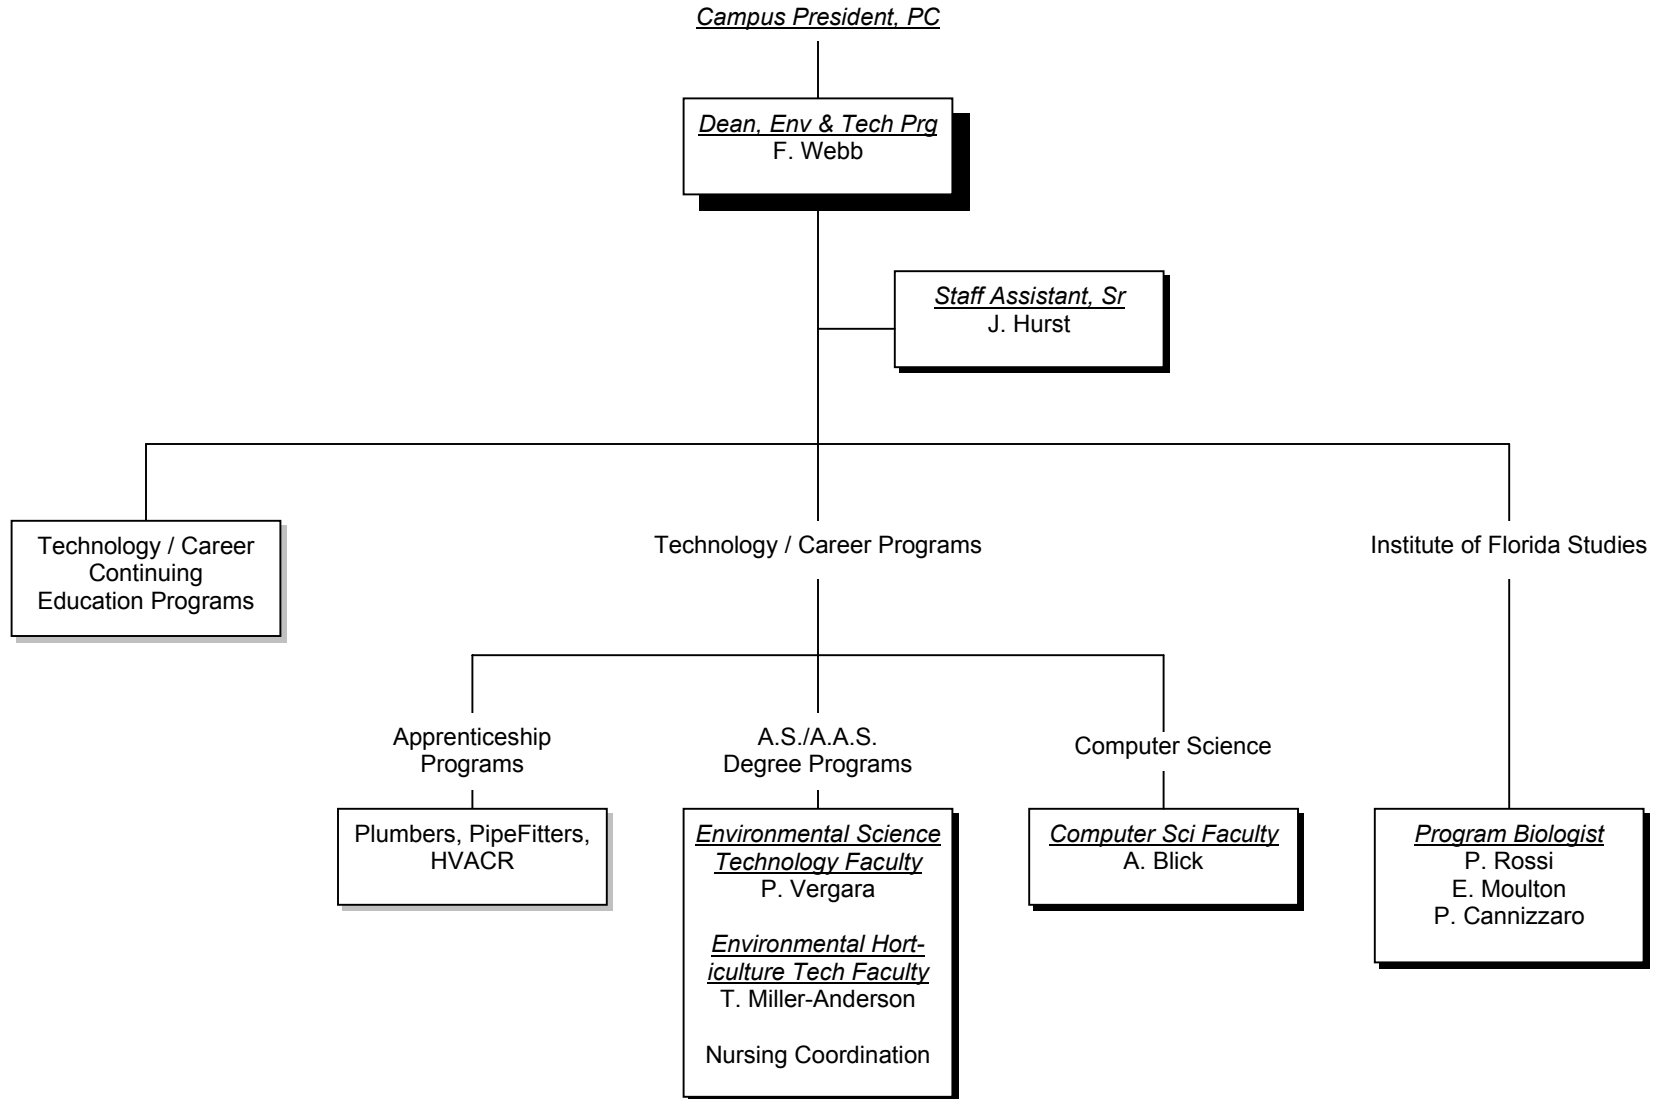 Campus President, PC
Dean, Env & Tech Prg
F. Webb
Staff Assistant, Sr
J. Hurst
Technology / Career
Continuing
Education Programs
Technology / Career Programs
Institute of Florida Studies
Apprenticeship
Programs
A.S./A.A.S.
Degree Programs
Computer Science
Plumbers, PipeFitters,
HVACR
Environmental Science
Technology Faculty
P. Vergara
Environmental Hort-
iculture Tech Faculty
T. Miller-Anderson
Nursing Coordination
Computer Sci Faculty
A. Blick
Program Biologist
P. Rossi
E. Moulton
P. Cannizzaro